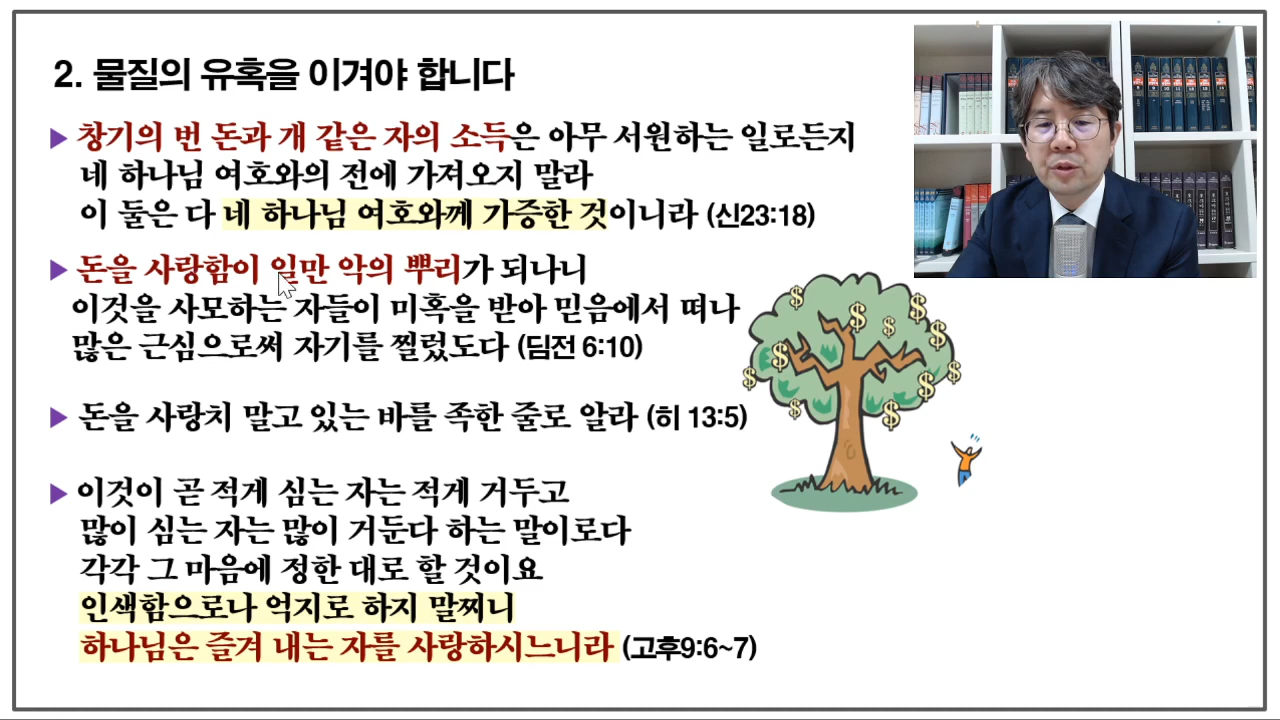 2. 물질의 유혹을 이겨야 합니다
▶ 창기의 번 돈과 개 같은 자의 소득은 아무 서원하는 일로든지
네 하나님 여호와의 전에 가져오지 말라
이 둘은 다 네 하나님 여호와께 가증한 것이니라 (신23:18)
▶ 돈을 사랑함이 일만 악의 뿌리가 되나니
이것을 사모하는 자들이 미혹을 받아 믿음에서 떠나
많은 근심으로써 자기를 찔렀도다 (딤전 6:10)
▶ 돈을 사랑치 말고 있는 바를 족한 줄로 알라 (히 13:5)
▶ 이것이 곧 적게 심는 자는 적게 거두고
많이 심는 자는 많이 거둔다 하는 말이로다
각각 그 마음에 정한 대로 할 것이요
인색함으로나 억지로 하지 말찌니
하나님은 즐겨 내는 자를 사랑하시느니라 (고후9:6~7)